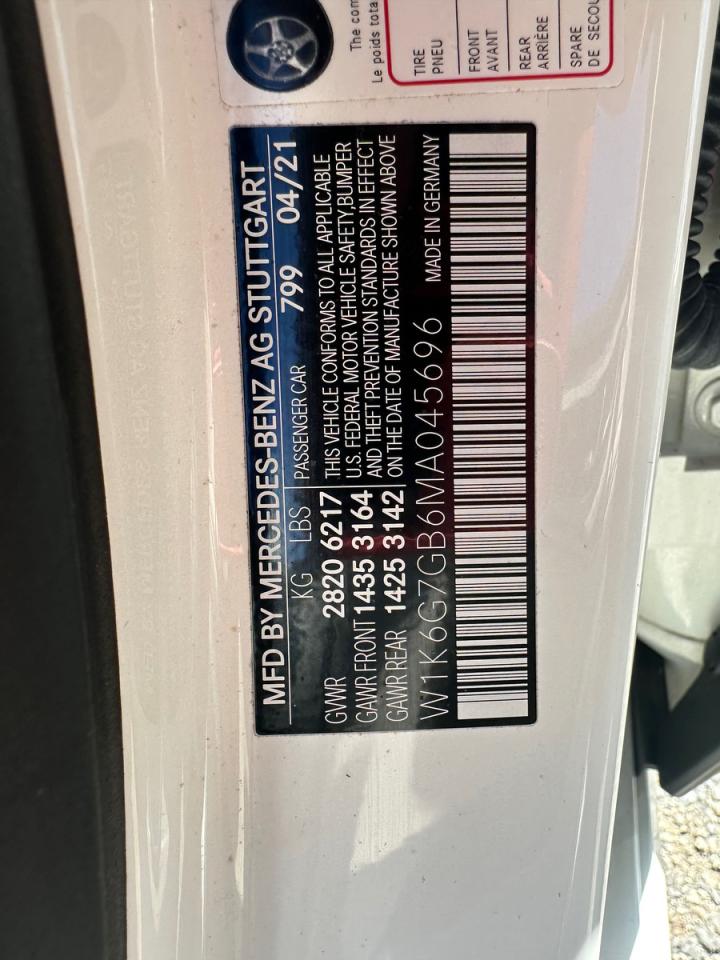 The com
Le poids tota
TIRE
PNEU
FRONT
AVANT
REAR
ARRIÈRE
SPARE
DE SECOU
MFD BY MERCEDES-BENZ AG STUTTGART
KG LBS PASSENGER CAR 799 04/21
GVWR 2820 6217
GAWR FRONT 1435 3164
GAWR REAR 1425 3142
THIS VEHICLE CONFORMS TO ALL APPLICABLE
U.S. FEDERAL MOTOR VEHICLE SAFETY,BUMPER
AND THEFT PREVENTION STANDARDS IN EFFECT
ON THE DATE OF MANUFACTURE SHOWN ABOVE
W1K6G7GB6MA045696 MADE IN GERMANY